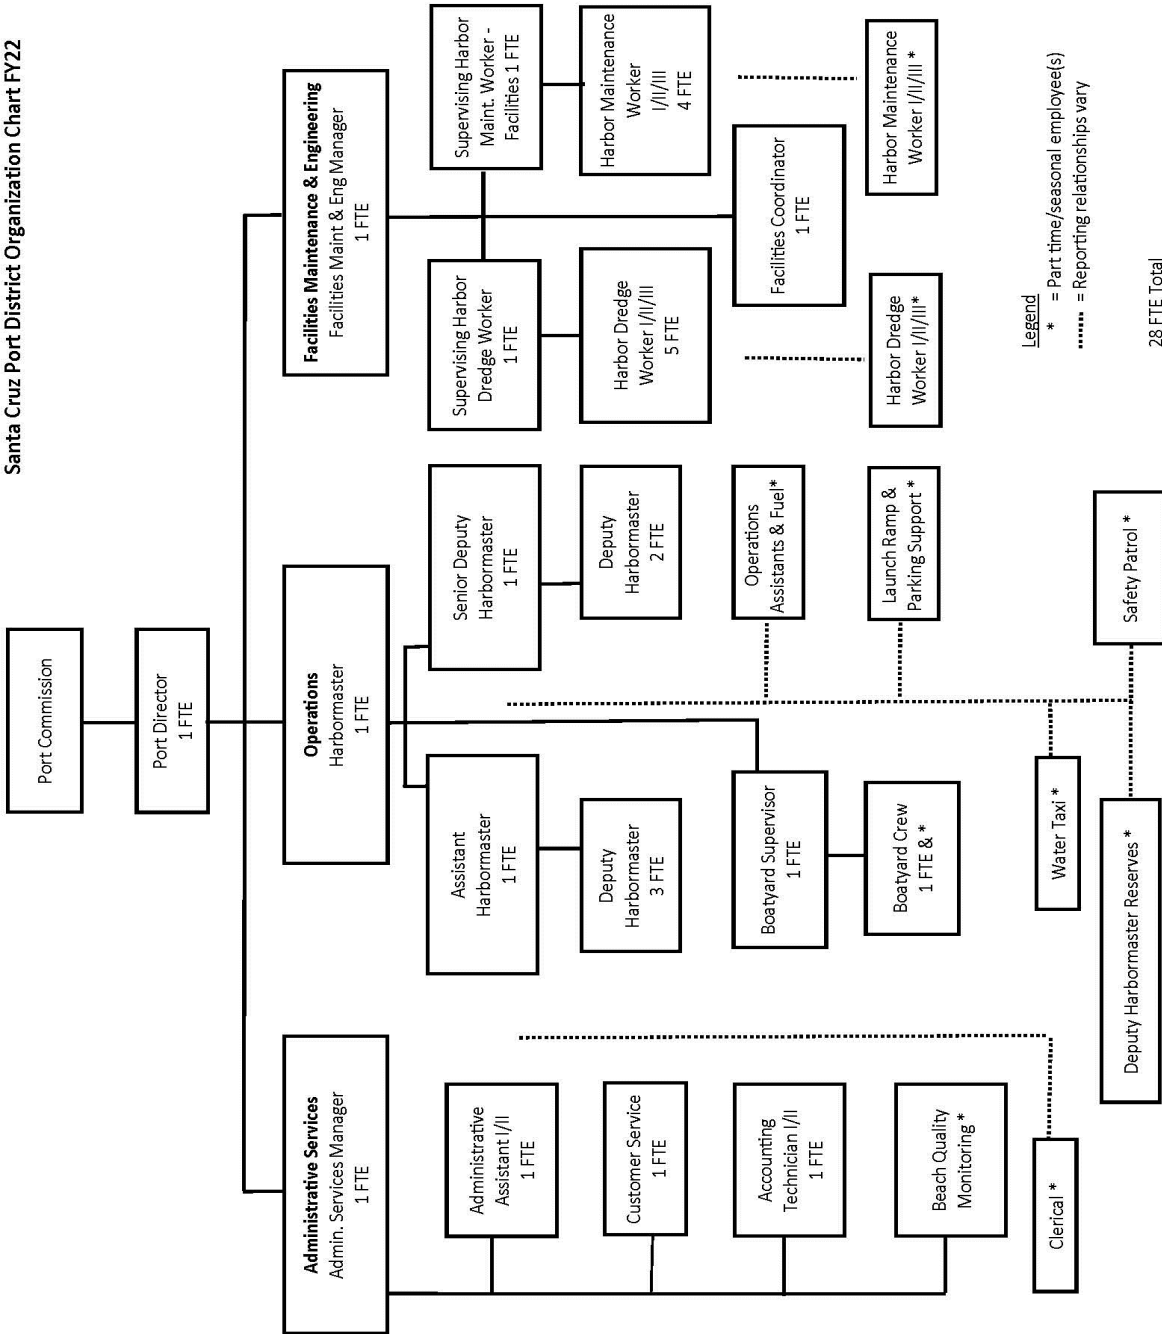 Santa Cruz Port District Organization Chart FY22
Port Commission
Port Director
1 FTE
Administrative Services
Admin. Services Manager
1 FTE
Operations
Harbormaster
1 FTE
Facilities Maintenance & Engineering
Facilities Maint & Eng Manager
1 FTE
Administrative
Assistant I/II
1 FTE
Customer Service
1 FTE
Accounting
Technician I/II
1 FTE
Beach Quality
Monitoring *
Clerical *
Assistant
Harbormaster
1 FTE
Deputy
Harbormaster
3 FTE
Senior Deputy
Harbormaster
1 FTE
Deputy
Harbormaster
2 FTE
Boatyard Supervisor
1 FTE
Boatyard Crew
1 FTE & *
Operations
Assistants & Fuel*
Launch Ramp &
Parking Support *
Water Taxi *
Deputy Harbormaster Reserves *
Safety Patrol *
Supervising Harbor
Dredge Worker
1 FTE
Harbor Dredge
Worker I/II/III
5 FTE
Supervising Harbor
Maint. Worker -
Facilities 1 FTE
Harbor Maintenance
Worker
I/II/III
4 FTE
Facilities Coordinator
1 FTE
Harbor Dredge
Worker I/II/III*
Harbor Maintenance
Worker I/II/III *
Legend
* = Part time/seasonal employee(s)
= Reporting relationships vary
28 FTE Total